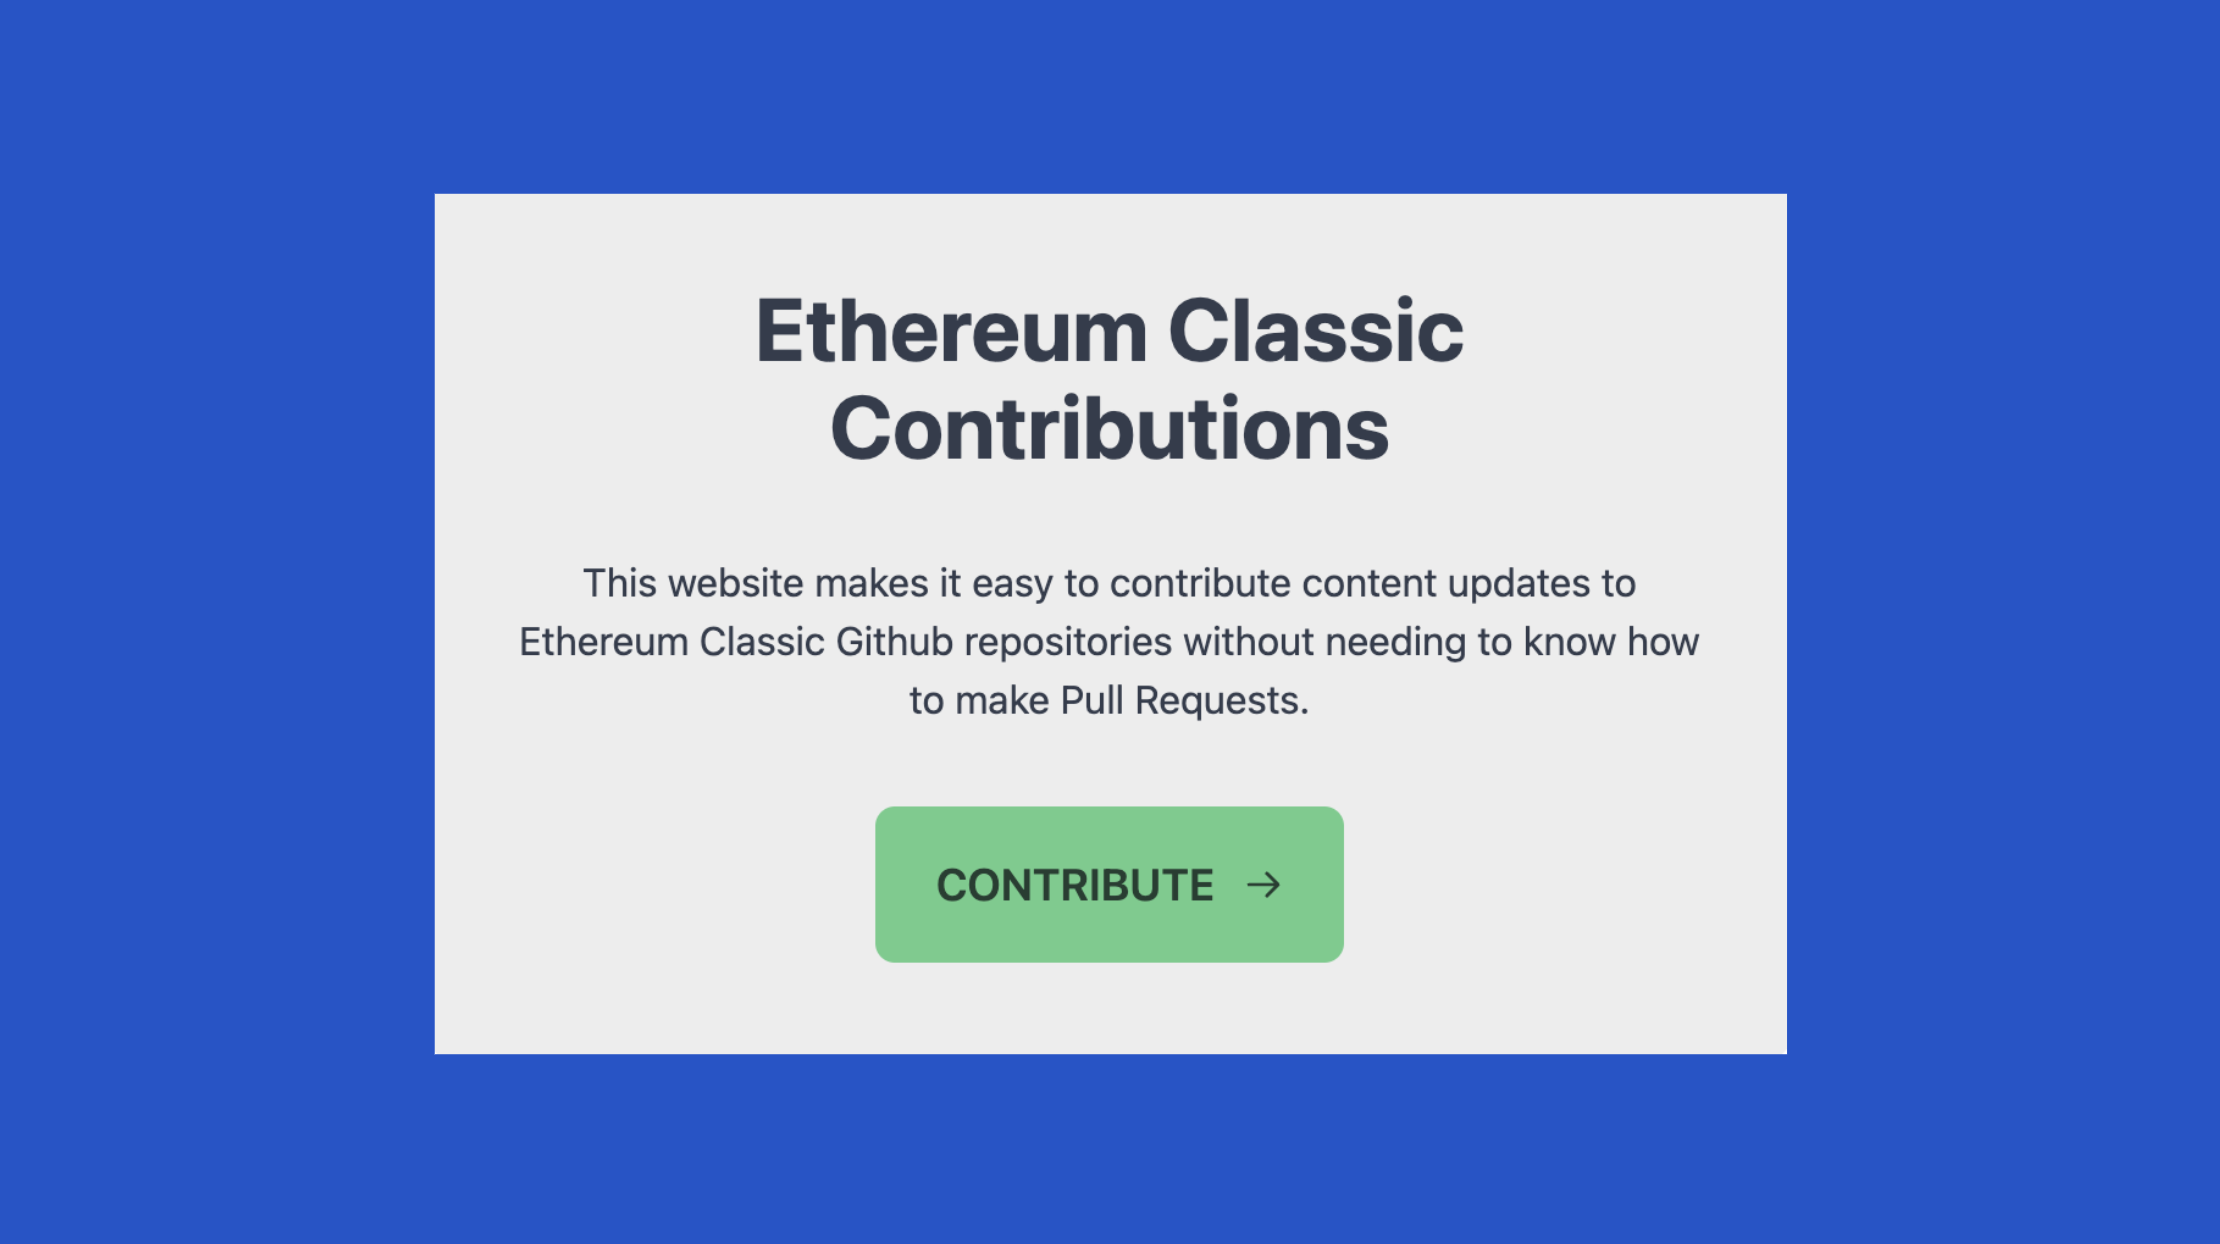 Ethereum Classic
Contributions
This website makes it easy to contribute content updates to
Ethereum Classic Github repositories without needing to know how
to make Pull Requests.
CONTRIBUTE →